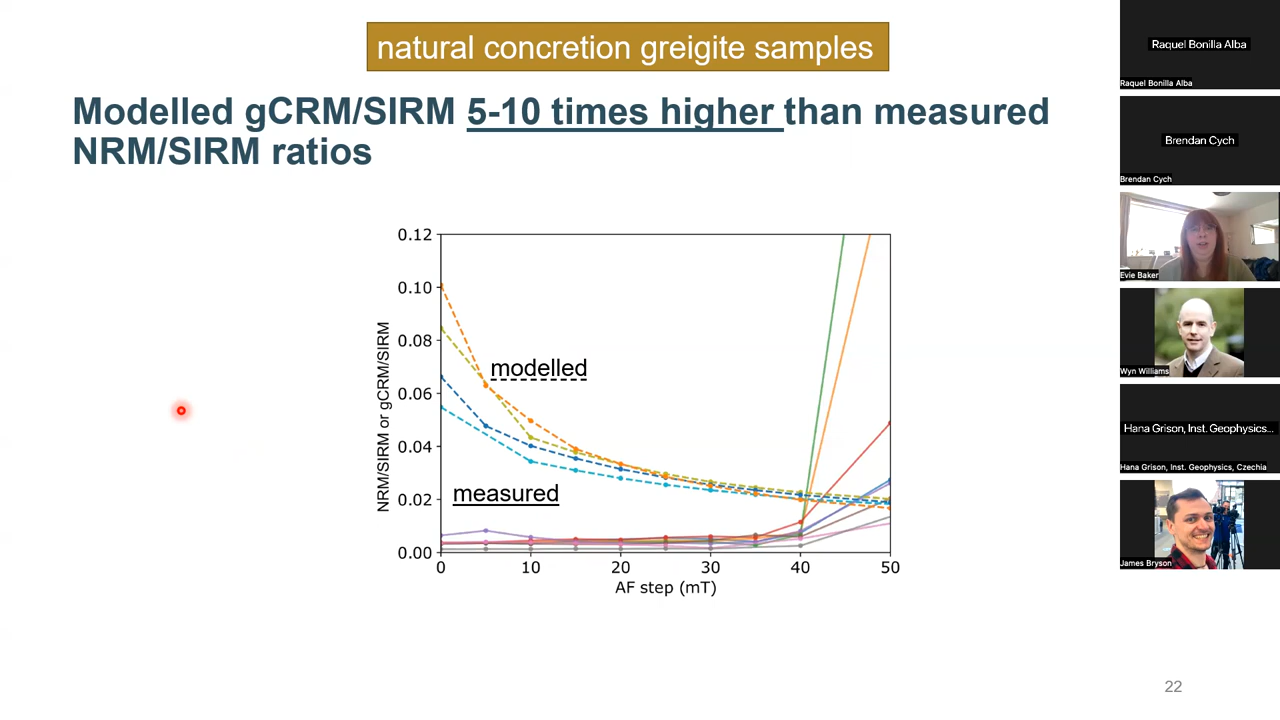 natural concretion greigite samples
Modelled gCRM/SIRM 5-10 times higher than measured
NRM/SIRM ratios
0.12
0.10
0.08
0.06
0.04
0.02
0.00
NRM/SIRM or gCRM/SIRM
modelled
measured
0 10 20 30 40 50
AF step (mT)
22
Raquel Bonilla Alba
Raquel Bonilla Alba
Brendan Cych
Brendan Cych
Evie Baker
Wyn Williams
Hana Grison, Inst. Geophysics...
Hana Grison, Inst. Geophysics, Czechia
James Bryson